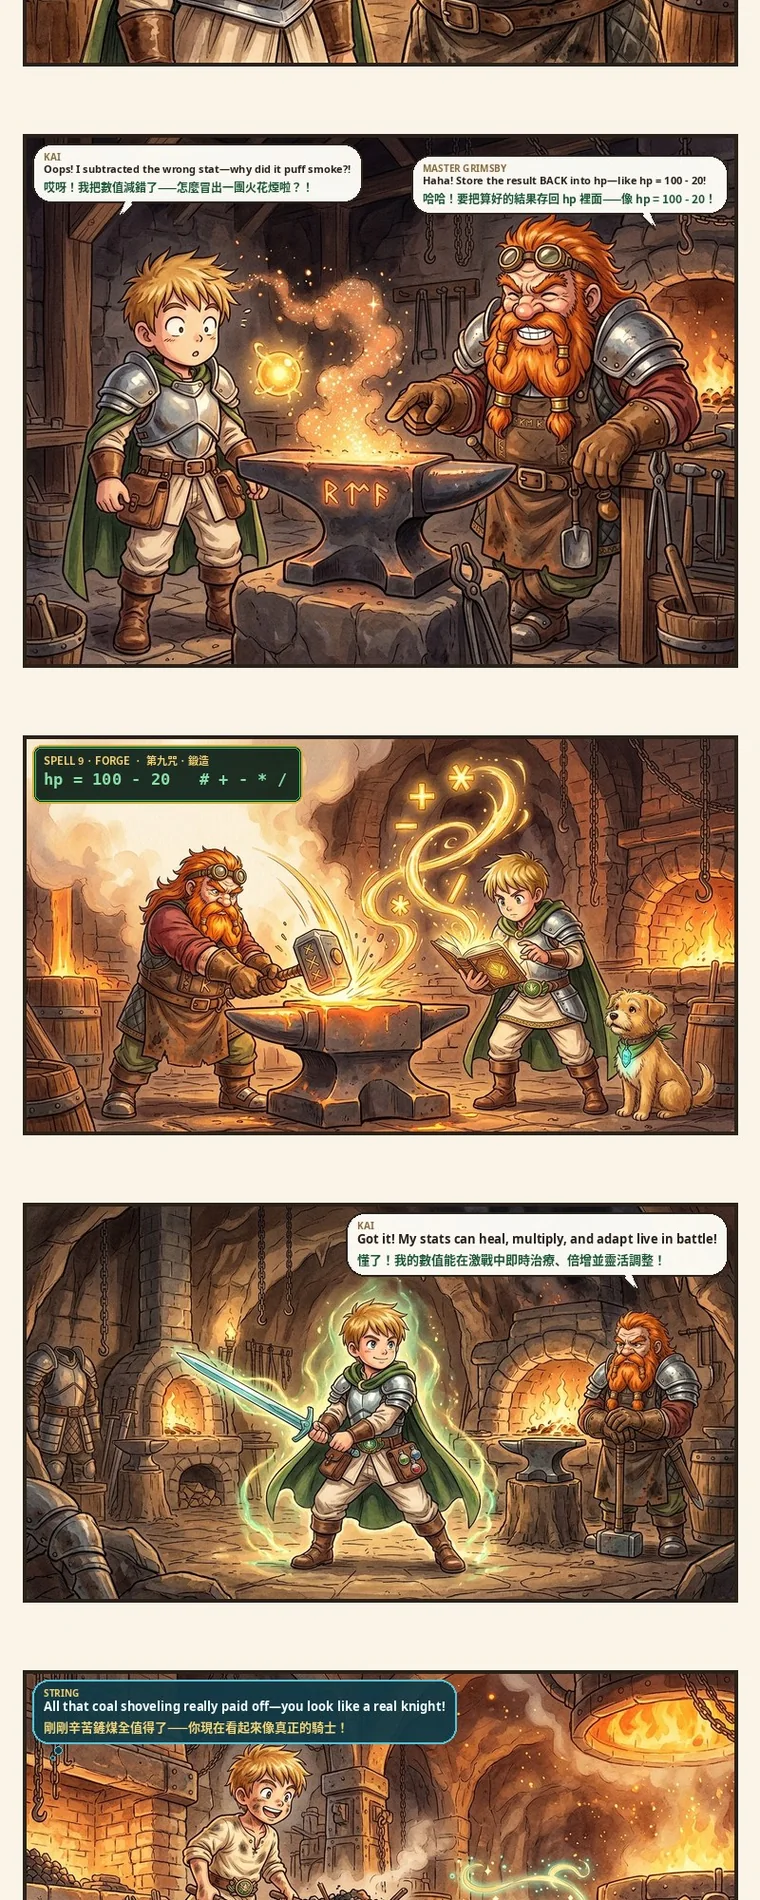 KAI
Oops! I subtracted the wrong stat—why did it puff smoke?!
哎呀！我把數值減錯了——怎麼冒出一團火花煙啦？！
MASTER GRIMSBY
Haha! Store the result BACK into hp—like hp = 100 - 20!
哈哈！要把算好的結果存回 hp 裡面——像 hp = 100 - 20！
ᚱᛏᛗᚨ
SPELL 9 · FORGE · 第九咒 · 鍛造
hp = 100 - 20 # + - * /
+ *
-
* /
KAI
Got it! My stats can heal, multiply, and adapt live in battle!
懂了！我的數值能在激戰中即時治療、倍增並靈活調整！
STRING
All that coal shoveling really paid off—you look like a real knight!
剛剛辛苦鏟煤全值得了——你現在看起來像真正的騎士！